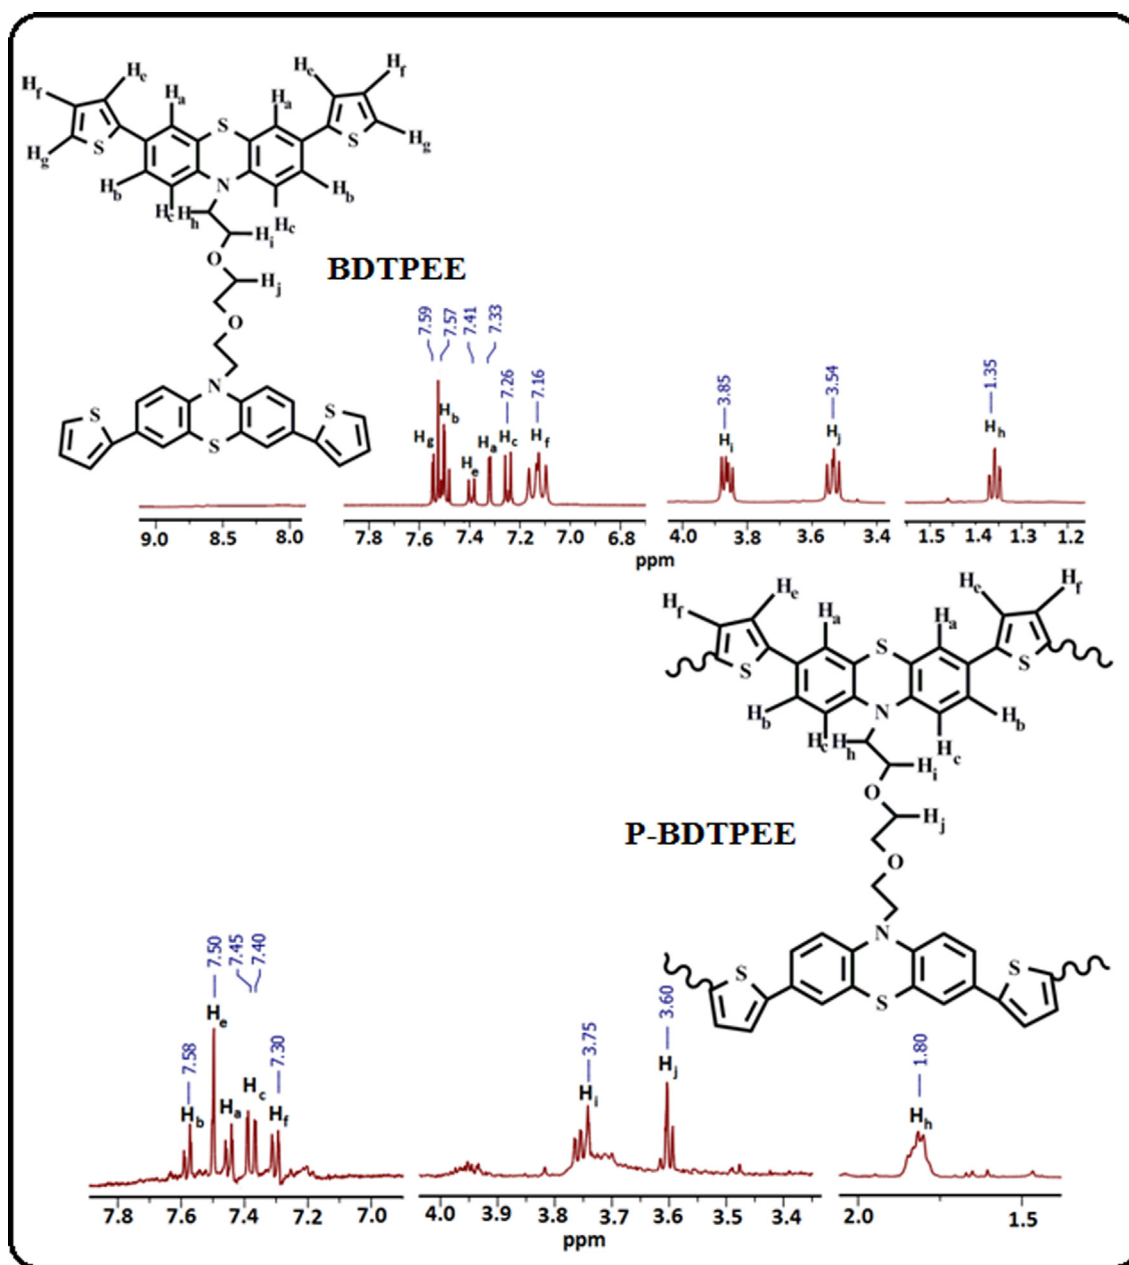 Hf
He
Ha
S
Ha
He
Hf
Hg
S
S
Hg
Hb
N
Hb
Hc
Hh
Hc
Hi
O
Hj
BDTPEE
O
N
S
S
S
7.59
7.57
7.41
7.33
7.26
7.16
3.85
3.54
1.35
Hg
Hb
He
Ha
Hc
Hf
Hi
Hj
Hh
9.0 8.5 8.0
7.8 7.6 7.4 7.2 7.0 6.8
4.0 3.8 3.6 3.4
1.5 1.4 1.3 1.2
ppm
Hf
He
Ha
S
Ha
He
Hf
S
S
Hb
N
Hb
Hc
Hh
Hc
Hi
O
Hj
P-BDTPEE
O
N
S
S
S
7.58
7.50
7.45
7.40
7.30
3.75
3.60
1.80
Hb
He
Ha
Hc
Hf
Hi
Hj
Hh
7.8 7.6 7.4 7.2 7.0
4.0 3.9 3.8 3.7 3.6 3.5 3.4
2.0 1.5
ppm